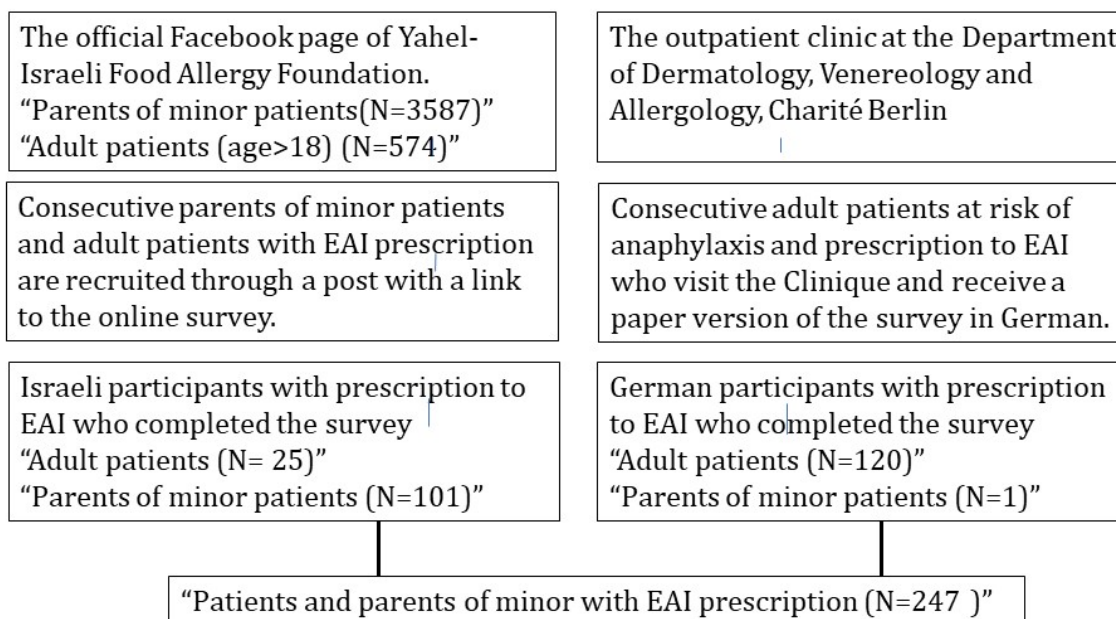 The official Facebook page of Yahel-
Israeli Food Allergy Foundation.
“Parents of minor patients(N=3587)”
“Adult patients (age>18) (N=574)”
The outpatient clinic at the Department
of Dermatology, Venereology and
Allergology, Charité Berlin
Consecutive parents of minor patients
and adult patients with EAI prescription
are recruited through a post with a link
to the online survey.
Consecutive adult patients at risk of
anaphylaxis and prescription to EAI
who visit the Clinique and receive a
paper version of the survey in German.
Israeli participants with prescription to
EAI who completed the survey
“Adult patients (N= 25)”
“Parents of minor patients (N=101)”
German participants with prescription
to EAI who completed the survey
“Adult patients (N=120)”
“Parents of minor patients (N=1)”
“Patients and parents of minor with EAI prescription (N=247 )”